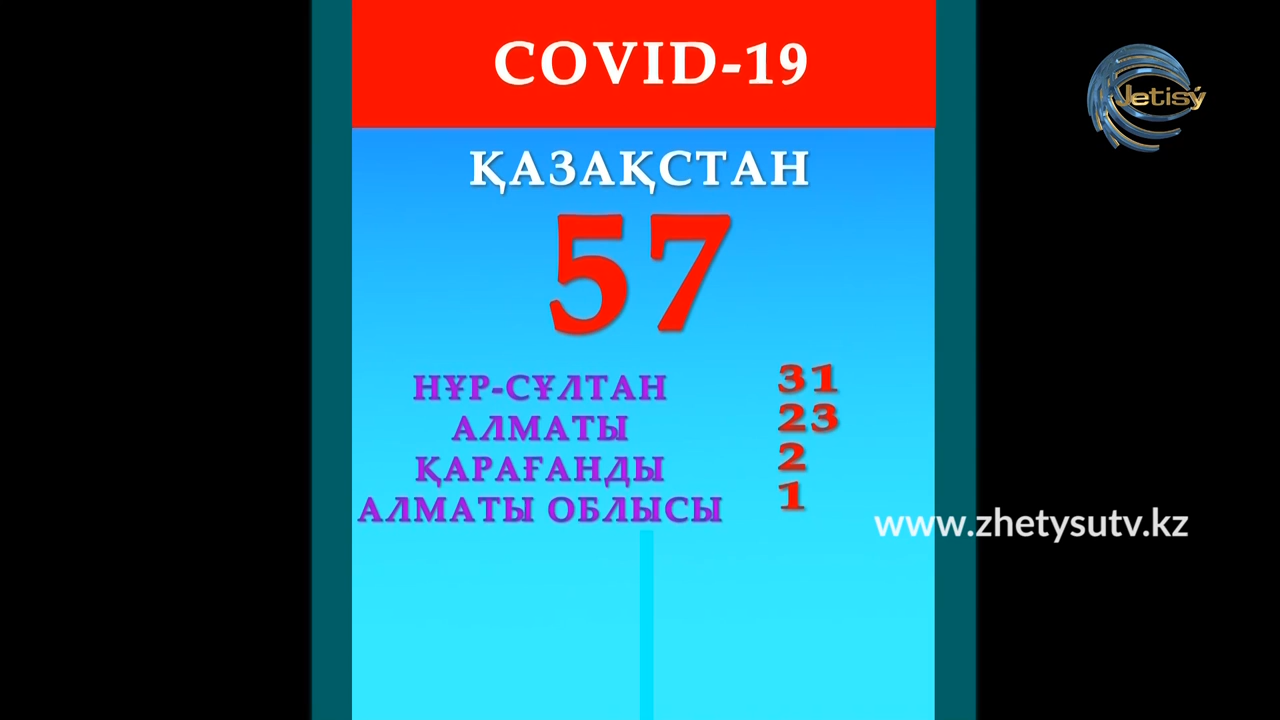 COVID-19
Jetisý
ҚАЗАҚСТАН
57
НҰР-СҰЛТАН 31
АЛМАТЫ 23
ҚАРАҒАНДЫ 2
АЛМАТЫ ОБЛЫСЫ 1
www.zhetysutv.kz